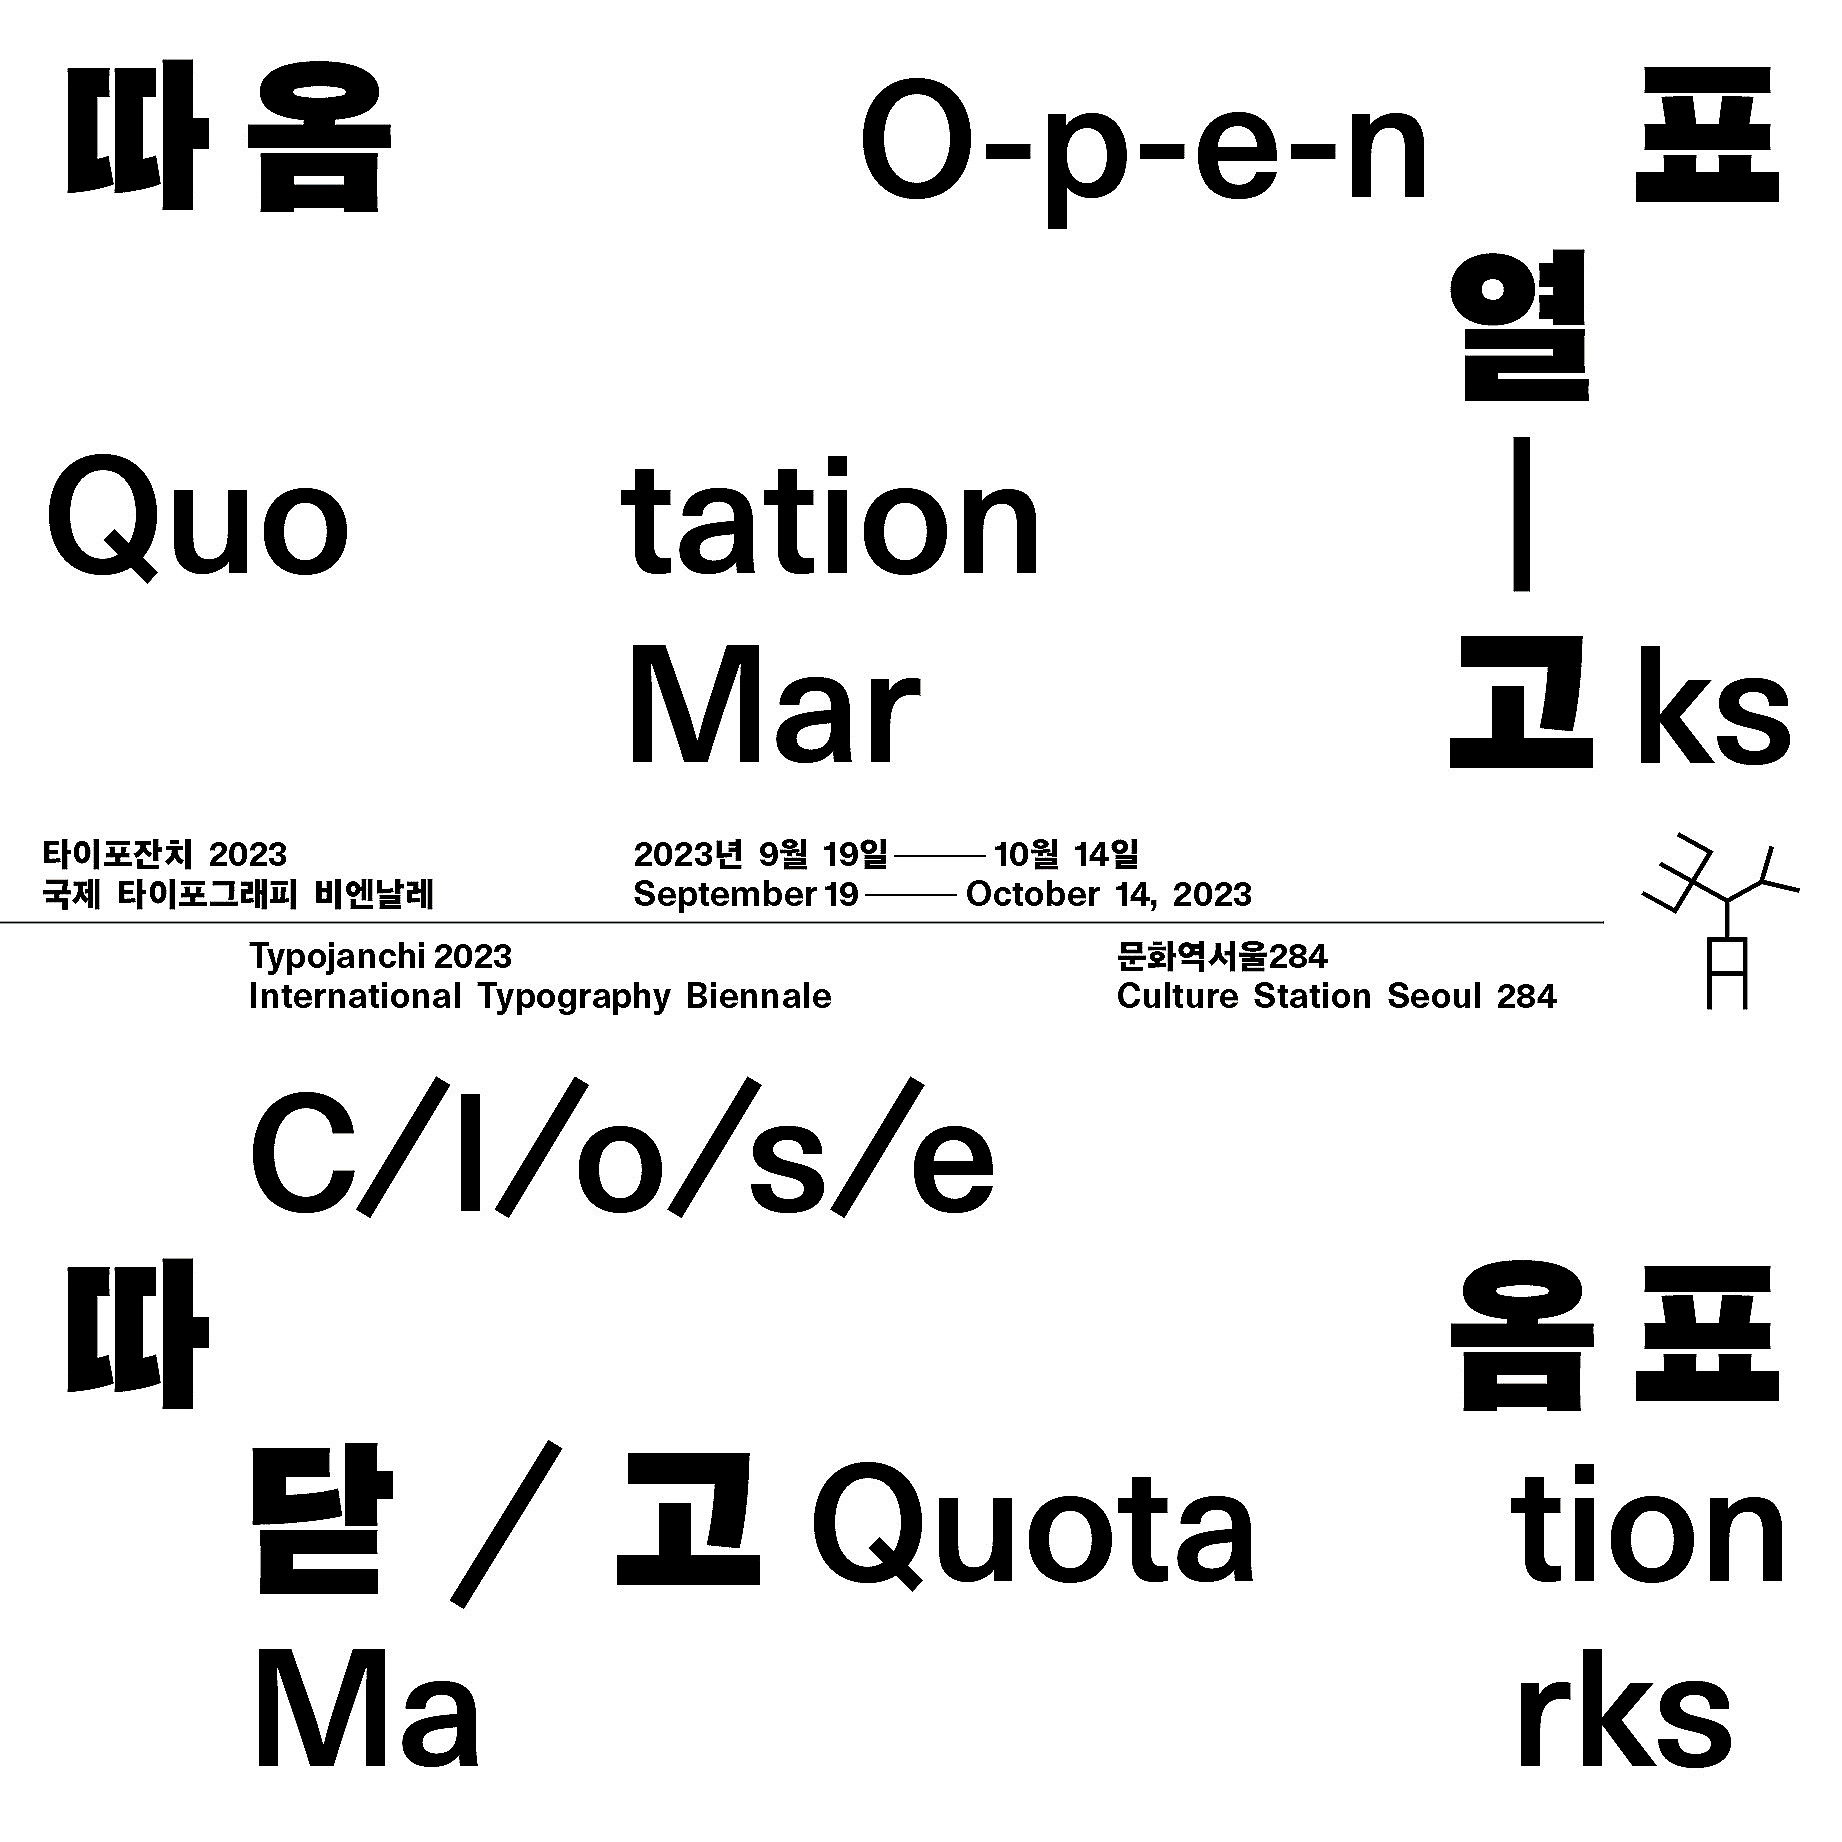 따옴 O-p-e-n 표
열
Quo tation |
Mar 고 ks
타이포잔치 2023
국제 타이포그래피 비엔날레
2023년 9월 19일——10월 14일
September 19——October 14, 2023
Typojanchi 2023
International Typography Biennale
문화역서울284
Culture Station Seoul 284
C/l/o/s/e
따 옴표
닫 / 고 Quota tion
Ma rks